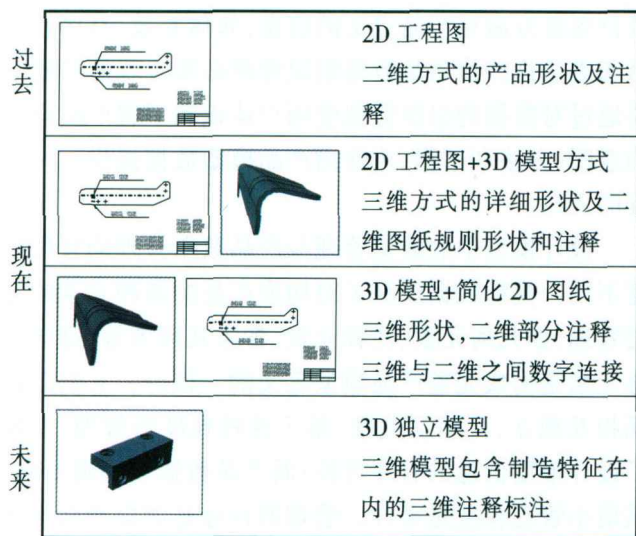 过去
2D 工程图
二维方式的产品形状及注
释
现在
2D 工程图+3D 模型方式
三维方式的详细形状及二
维图纸规则形状和注释
3D 模型+简化 2D 图纸
三维形状,二维部分注释
三维与二维之间数字连接
未来
3D 独立模型
三维模型包含制造特征在
内的三维注释标注